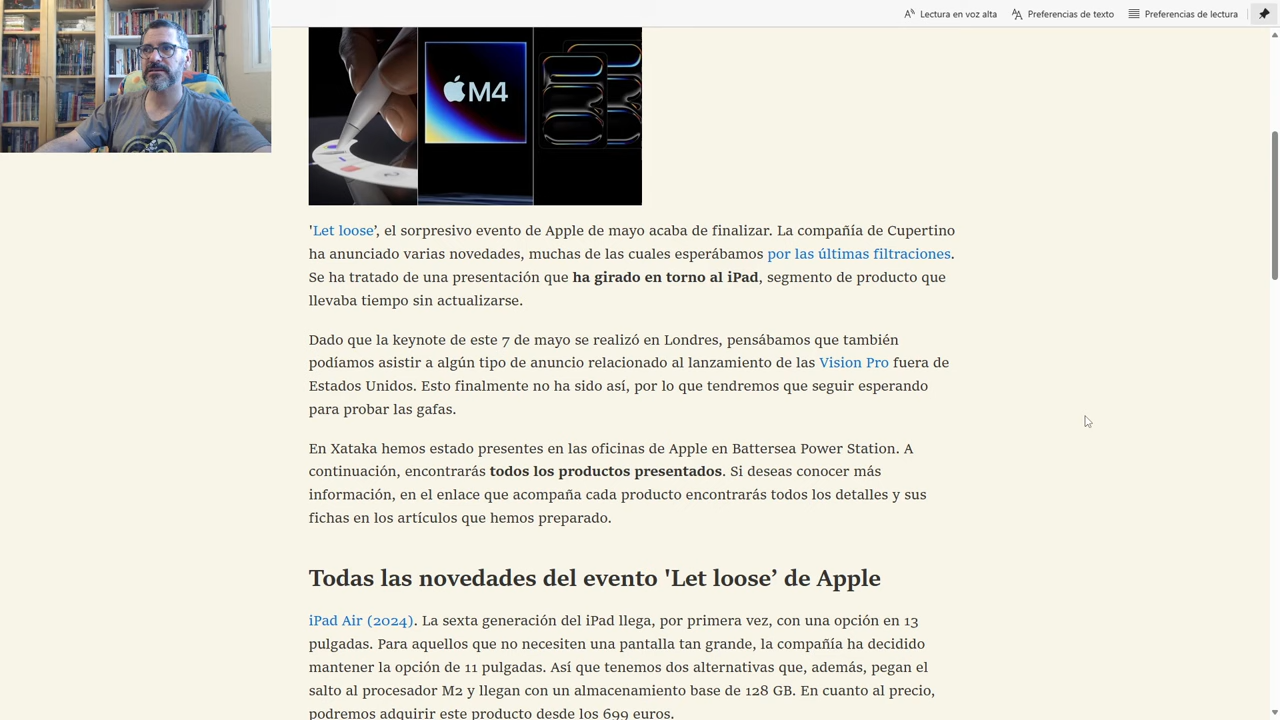 Lectura en voz alta
Preferencias de texto
Preferencias de lectura
M4
'Let loose’, el sorpresivo evento de Apple de mayo acaba de finalizar. La compañía de Cupertino
ha anunciado varias novedades, muchas de las cuales esperábamos por las últimas filtraciones.
Se ha tratado de una presentación que ha girado en torno al iPad, segmento de producto que
llevaba tiempo sin actualizarse.
Dado que la keynote de este 7 de mayo se realizó en Londres, pensábamos que también
podíamos asistir a algún tipo de anuncio relacionado al lanzamiento de las Vision Pro fuera de
Estados Unidos. Esto finalmente no ha sido así, por lo que tendremos que seguir esperando
para probar las gafas.
En Xataka hemos estado presentes en las oficinas de Apple en Battersea Power Station. A
continuación, encontrarás todos los productos presentados. Si deseas conocer más
información, en el enlace que acompaña cada producto encontrarás todos los detalles y sus
fichas en los artículos que hemos preparado.
Todas las novedades del evento 'Let loose’ de Apple
iPad Air (2024). La sexta generación del iPad llega, por primera vez, con una opción en 13
pulgadas. Para aquellos que no necesiten una pantalla tan grande, la compañía ha decidido
mantener la opción de 11 pulgadas. Así que tenemos dos alternativas que, además, pegan el
salto al procesador M2 y llegan con un almacenamiento base de 128 GB. En cuanto al precio,
podremos adquirir este producto desde los 699 euros.